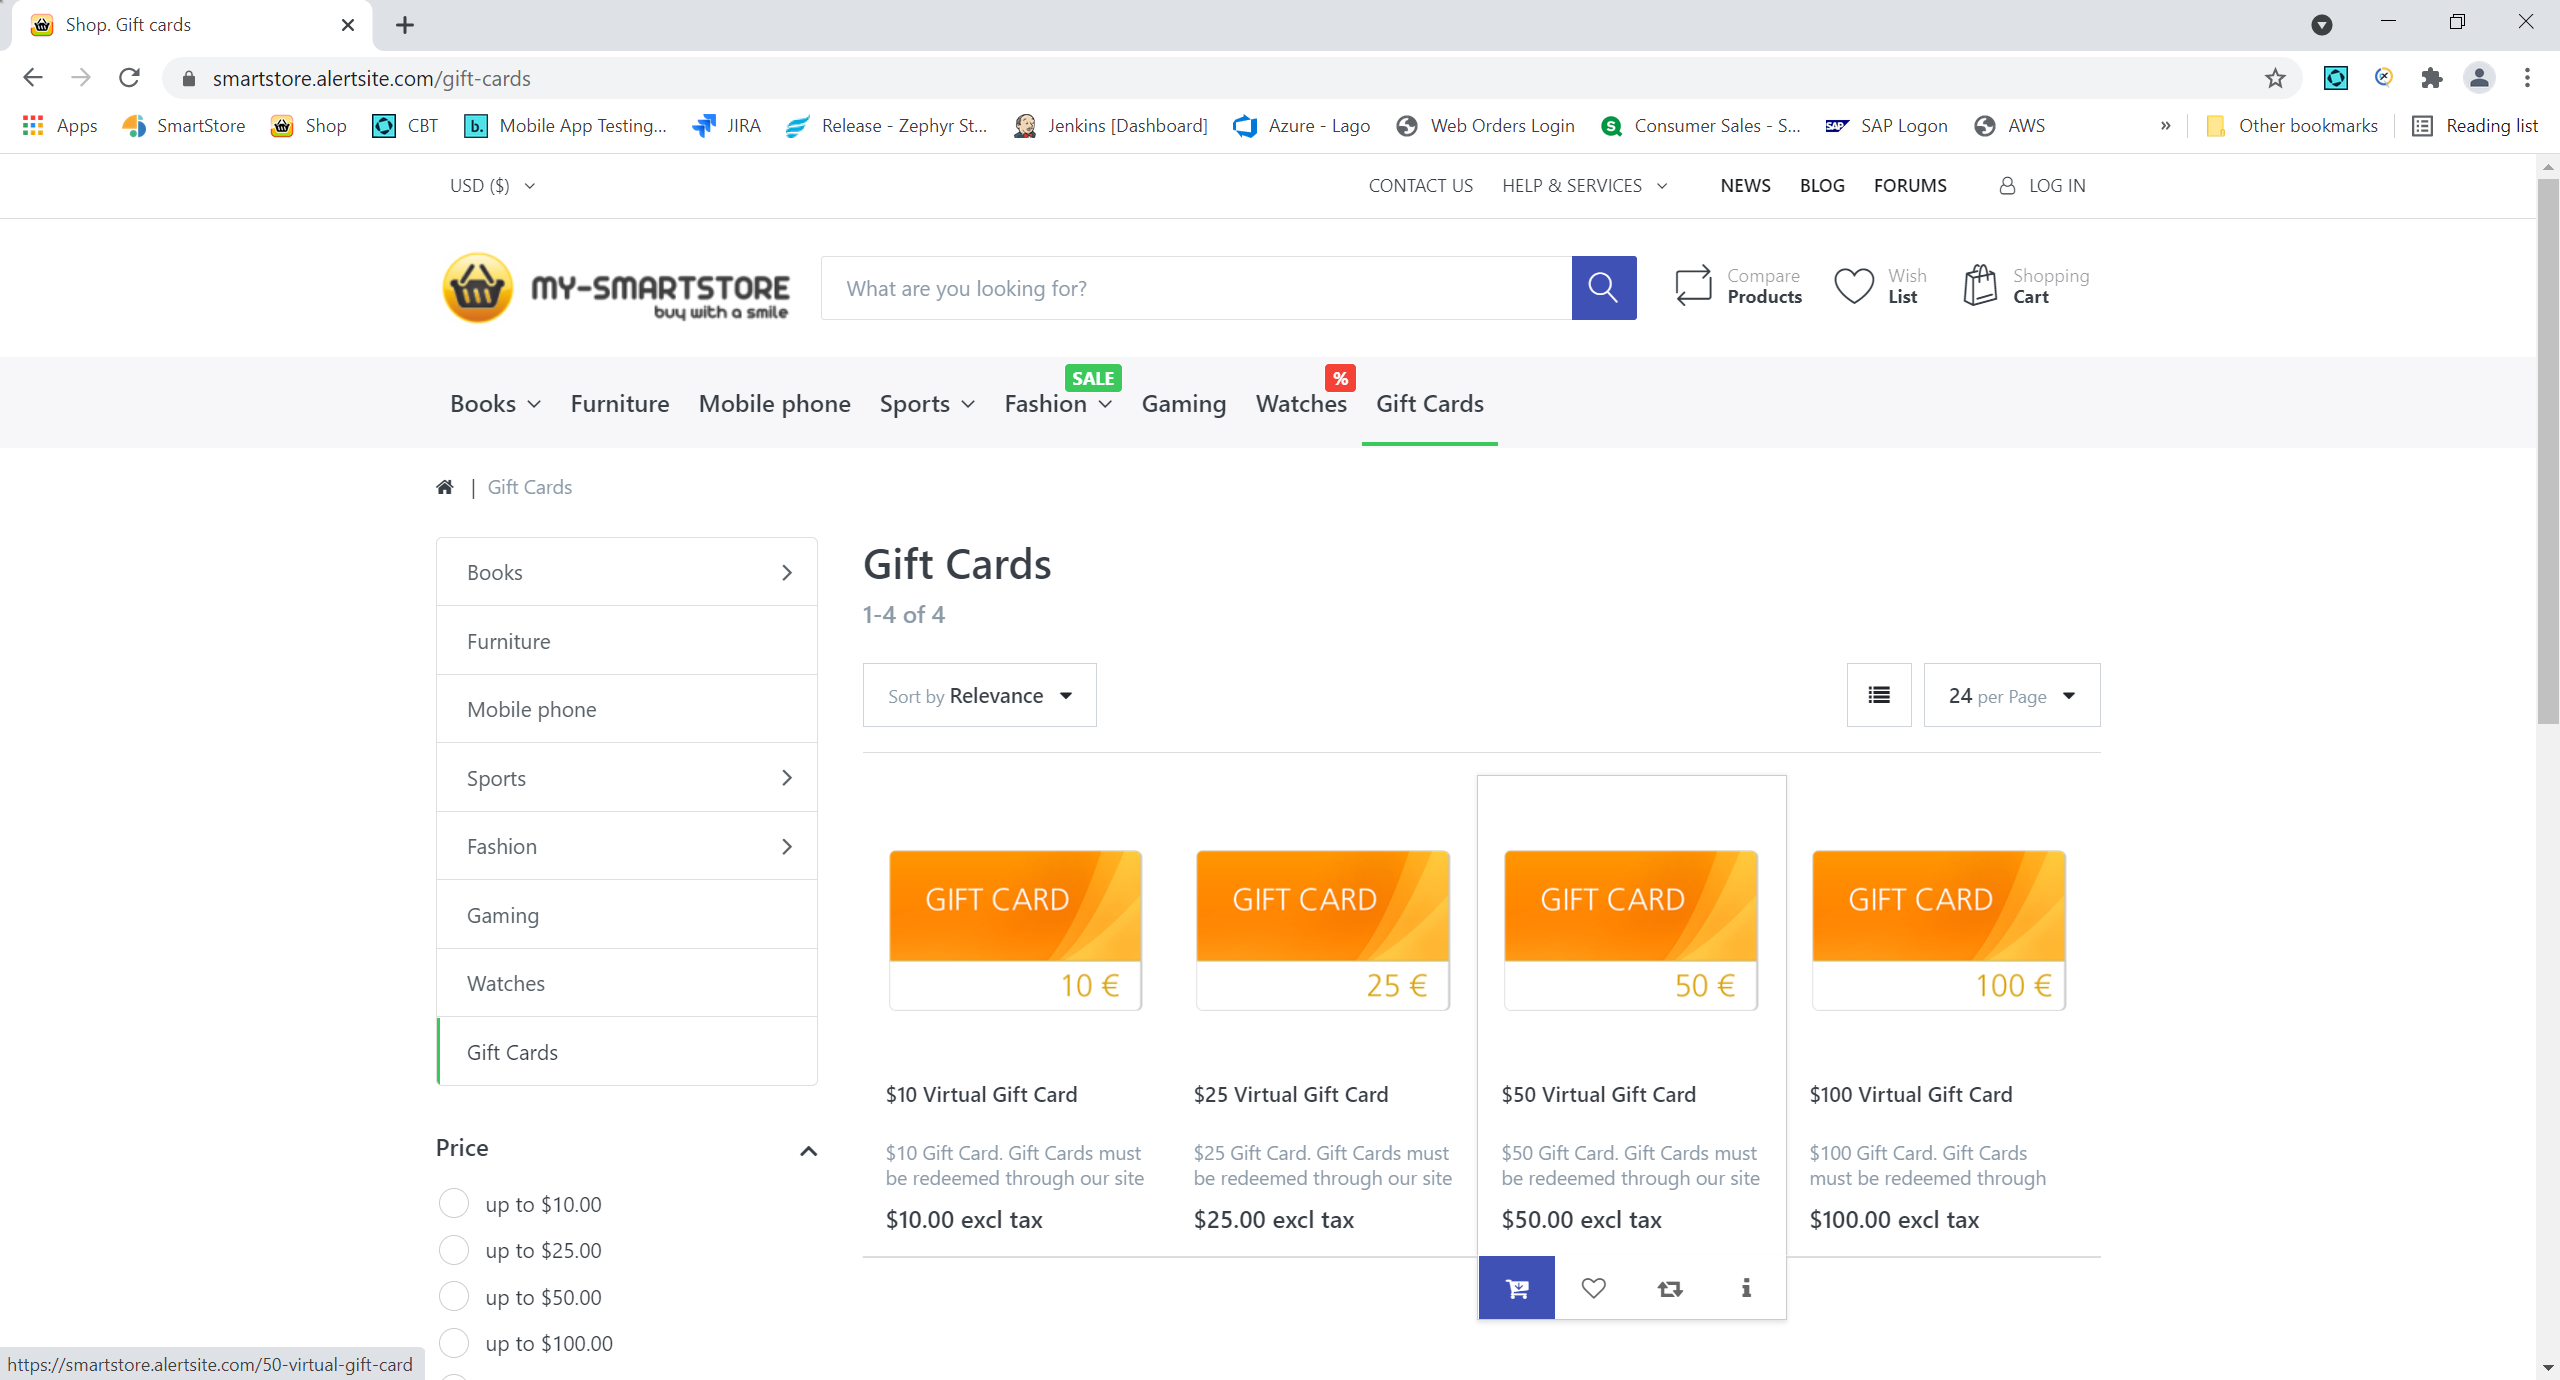 Shop. Gift cards
smartstore.alertsite.com/gift-cards
Apps SmartStore Shop CBT b. Mobile App Testing... JIRA Release - Zephyr St... Jenkins [Dashboard] Azure - Lago Web Orders Login S Consumer Sales - S... SAP SAP Logon AWS » Other bookmarks Reading list
USD ($) CONTACT US HELP & SERVICES NEWS BLOG FORUMS LOG IN
MY-SMARTSTORE
buy with a smile
What are you looking for?
Compare
Products
Wish
List
Shopping
Cart
SALE %
Books Furniture Mobile phone Sports Fashion Gaming Watches Gift Cards
| Gift Cards
Books
Furniture
Mobile phone
Sports
Fashion
Gaming
Watches
Gift Cards
Price
up to $10.00
up to $25.00
up to $50.00
up to $100.00
Gift Cards
1-4 of 4
Sort by Relevance
24 per Page
GIFT CARD
10 €
$10 Virtual Gift Card
$10 Gift Card. Gift Cards must
be redeemed through our site
$10.00 excl tax
GIFT CARD
25 €
$25 Virtual Gift Card
$25 Gift Card. Gift Cards must
be redeemed through our site
$25.00 excl tax
GIFT CARD
50 €
$50 Virtual Gift Card
$50 Gift Card. Gift Cards must
be redeemed through our site
$50.00 excl tax
GIFT CARD
100 €
$100 Virtual Gift Card
$100 Gift Card. Gift Cards
must be redeemed through
$100.00 excl tax
https://smartstore.alertsite.com/50-virtual-gift-card